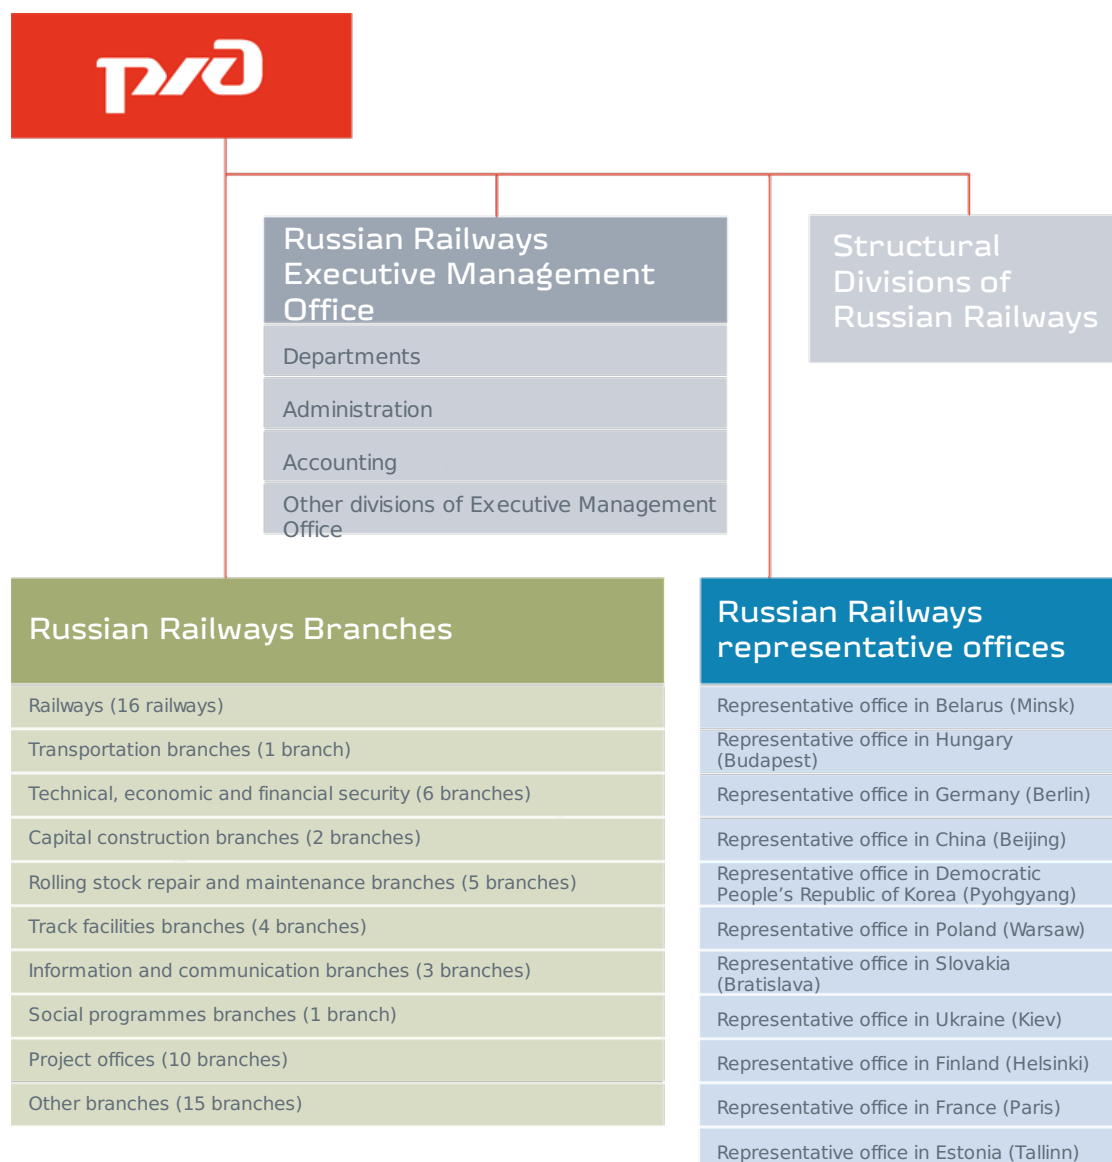 ржд
Russian Railways
Executive Management
Office
Departments
Administration
Accounting
Other divisions of Executive Management
Office
Structural
Divisions of
Russian Railways
Russian Railways Branches
Railways (16 railways)
Transportation branches (1 branch)
Technical, economic and financial security (6 branches)
Capital construction branches (2 branches)
Rolling stock repair and maintenance branches (5 branches)
Track facilities branches (4 branches)
Information and communication branches (3 branches)
Social programmes branches (1 branch)
Project offices (10 branches)
Other branches (15 branches)
Russian Railways
representative offices
Representative office in Belarus (Minsk)
Representative office in Hungary
(Budapest)
Representative office in Germany (Berlin)
Representative office in China (Beijing)
Representative office in Democratic
People’s Republic of Korea (Pyohgyang)
Representative office in Poland (Warsaw)
Representative office in Slovakia
(Bratislava)
Representative office in Ukraine (Kiev)
Representative office in Finland (Helsinki)
Representative office in France (Paris)
Representative office in Estonia (Tallinn)